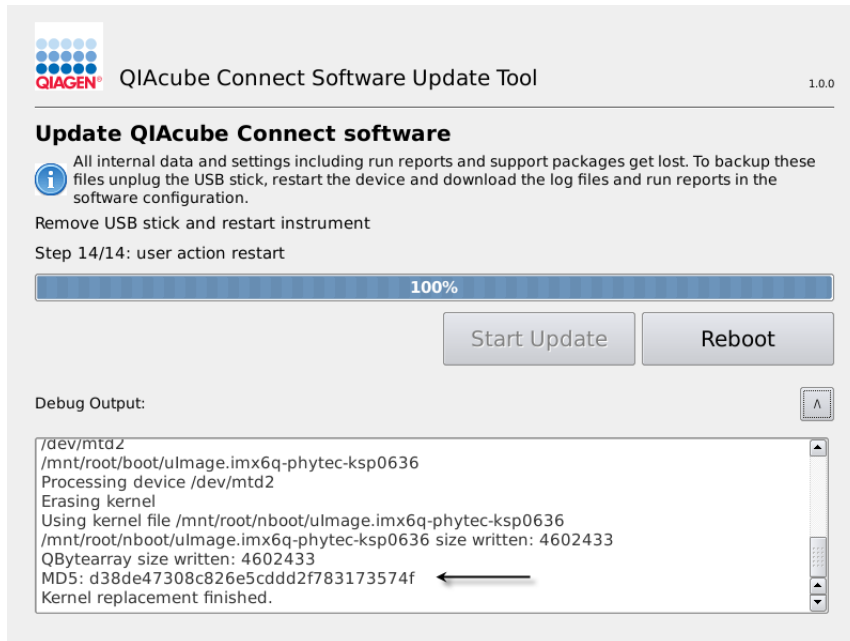 QIAGEN®
QIAcube Connect Software Update Tool
1.0.0
Update QIAcube Connect software
All internal data and settings including run reports and support packages get lost. To backup these
files unplug the USB stick, restart the device and download the log files and run reports in the
software configuration.
Remove USB stick and restart instrument
Step 14/14: user action restart
100%
Start Update
Reboot
Debug Output:
/dev/mtd2
/mnt/root/boot/uImage.imx6q-phytec-ksp0636
Processing device /dev/mtd2
Erasing kernel
Using kernel file /mnt/root/nboot/uImage.imx6q-phytec-ksp0636
/mnt/root/nboot/uImage.imx6q-phytec-ksp0636 size written: 4602433
QBytearray size written: 4602433
MD5: d38de47308c826e5cddd2f783173574f
Kernel replacement finished.